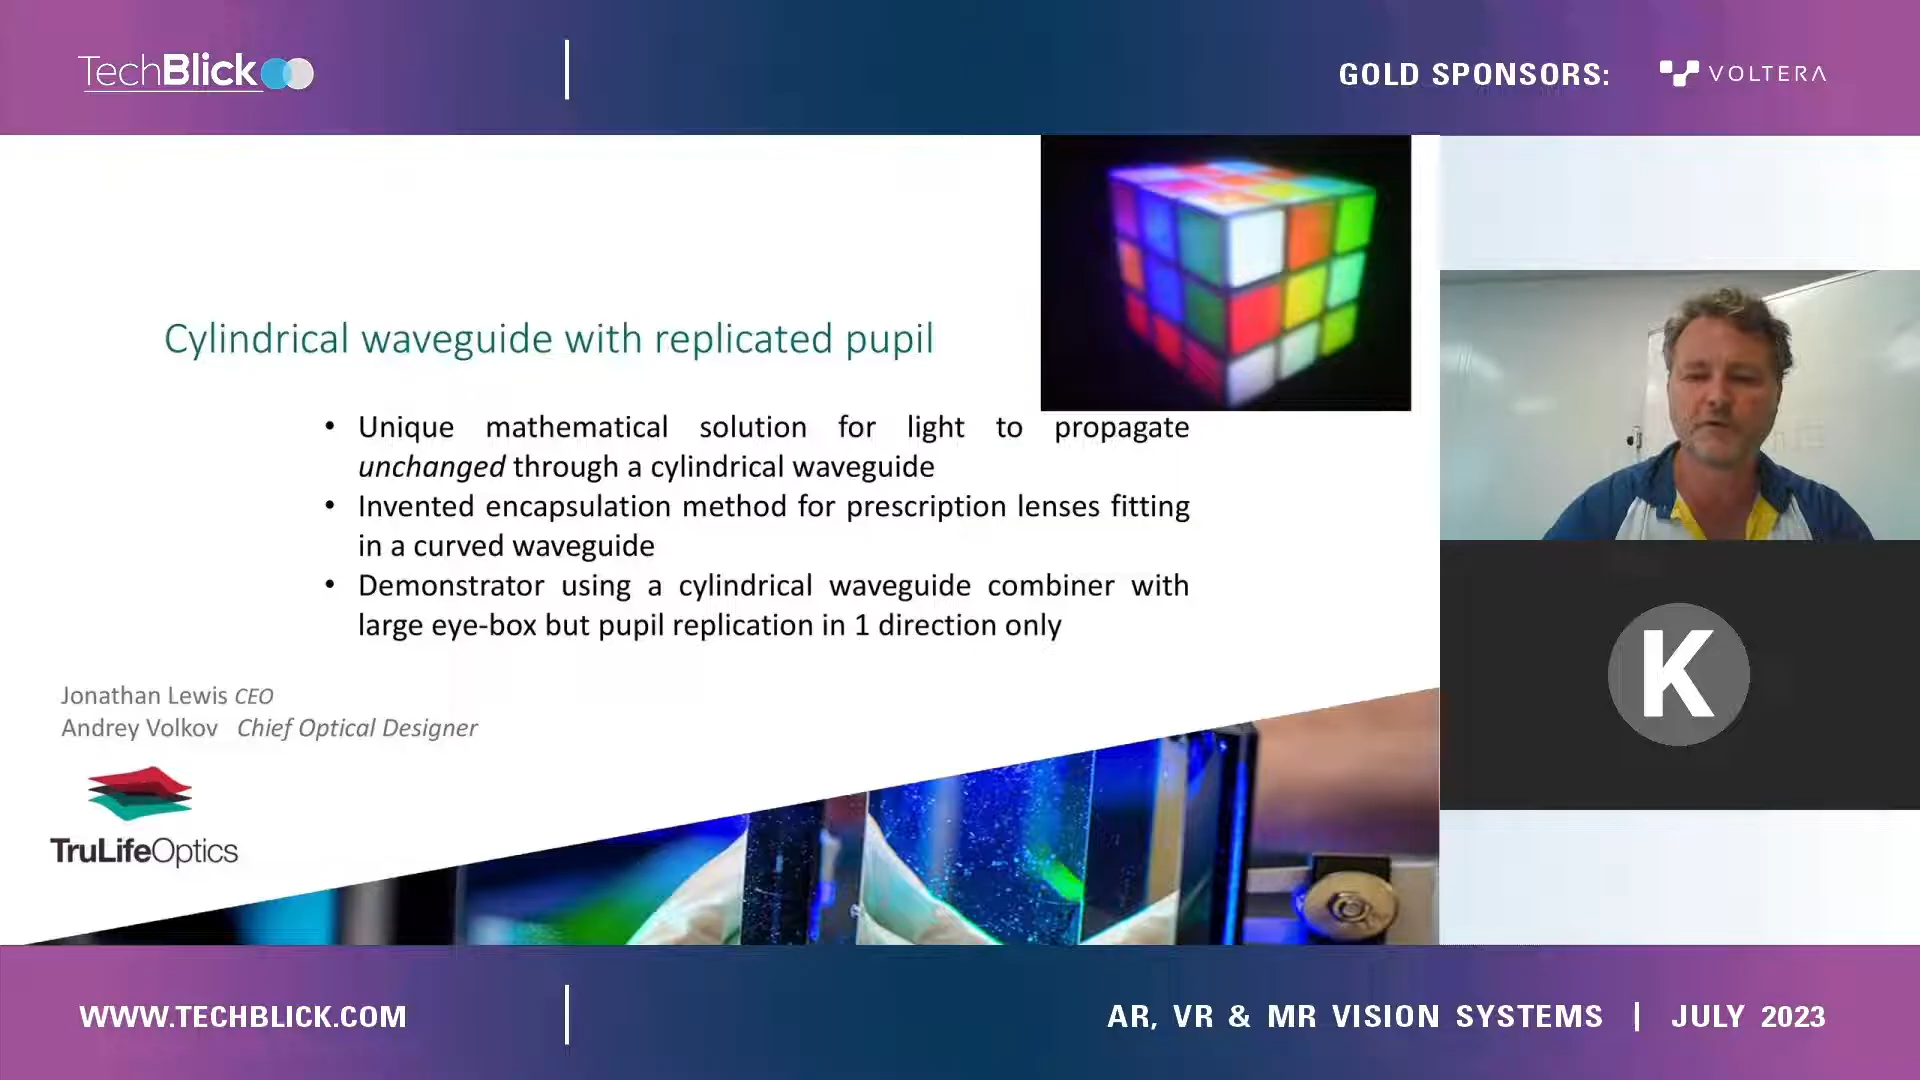 TechBlick
GOLD SPONSORS:
VOLTERA
Cylindrical waveguide with replicated pupil
• Unique mathematical solution for light to propagate
unchanged through a cylindrical waveguide
• Invented encapsulation method for prescription lenses fitting
in a curved waveguide
• Demonstrator using a cylindrical waveguide combiner with
large eye-box but pupil replication in 1 direction only
Jonathan Lewis CEO
Andrey Volkov Chief Optical Designer
TruLifeOptics
K
WWW.TECHBLICK.COM
AR, VR & MR VISION SYSTEMS | JULY 2023